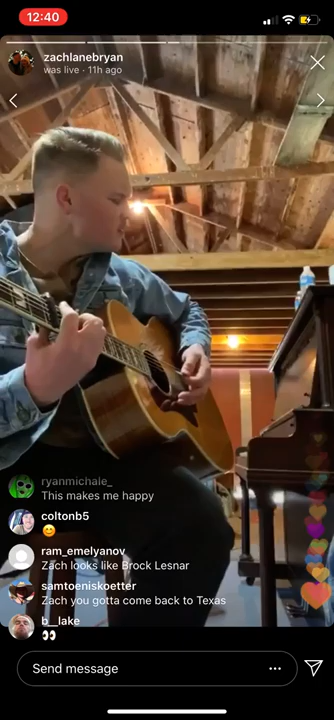 12:40
zachlanebryan
was live · 11h ago
ryanmichale_
This makes me happy
coltonb5
😊
ram_emelyanov
Zach looks like Brock Lesnar
samtoeniskoetter
Zach you gotta come back to Texas
b__lake
👀
Send message